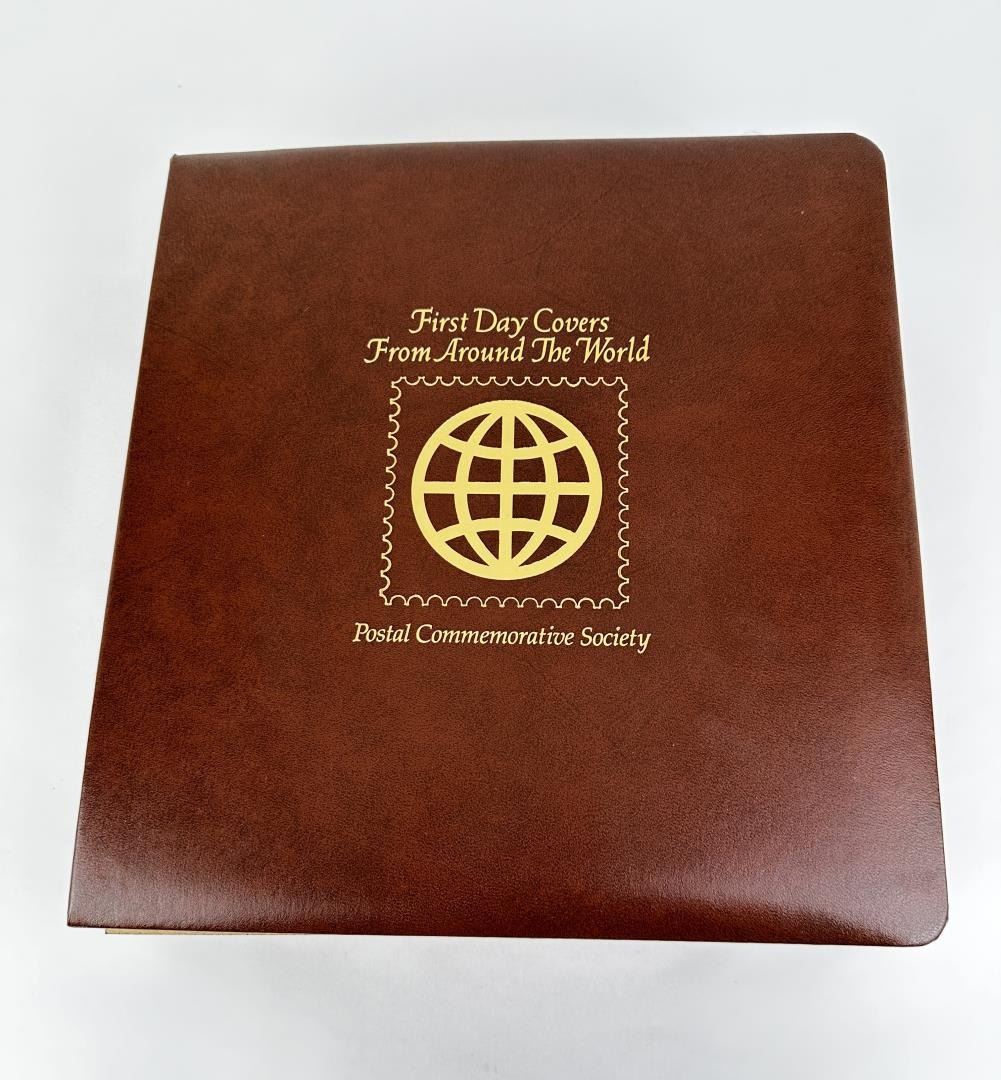 First Day Covers
From Around The World
Postal Commemorative Society